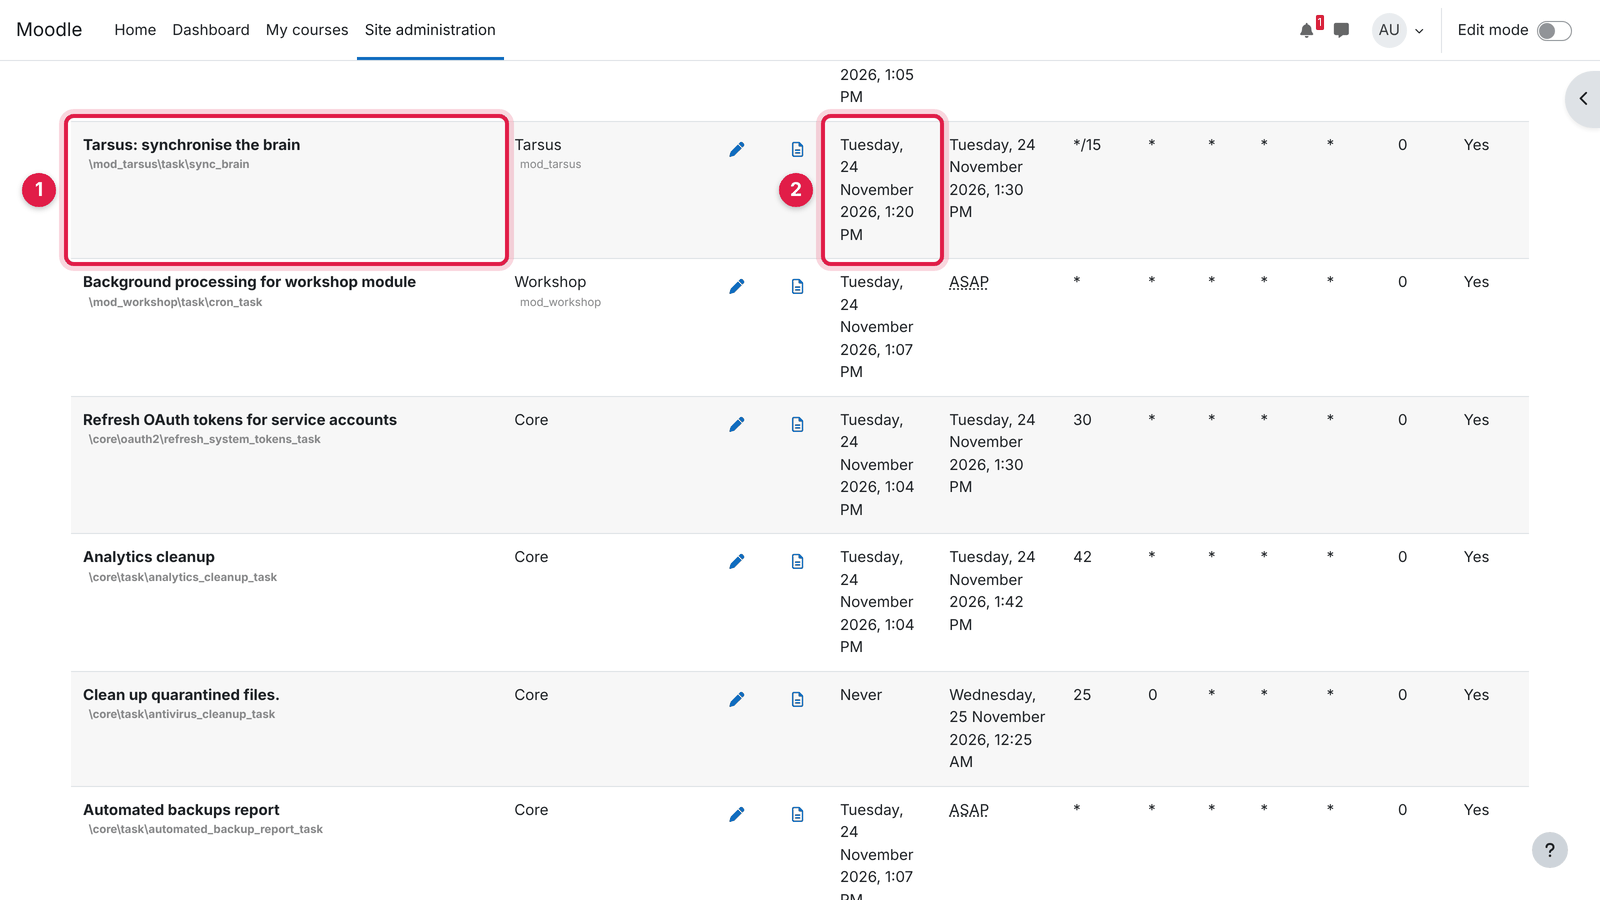 Moodle
Home Dashboard My courses Site administration
1
AU
Edit mode
2026, 1:05
PM
1
Tarsus: synchronise the brain
\mod_tarsus\task\sync_brain
Tarsus
mod_tarsus
2
Tuesday,
24
November
2026, 1:20
PM
Tuesday, 24
November
2026, 1:30
PM
*/15 * * * * 0 Yes
Background processing for workshop module
\mod_workshop\task\cron_task
Workshop
mod_workshop
Tuesday,
24
November
2026, 1:07
PM
ASAP
* * * * * 0 Yes
Refresh OAuth tokens for service accounts
\core\oauth2\refresh_system_tokens_task
Core
Tuesday,
24
November
2026, 1:04
PM
Tuesday, 24
November
2026, 1:30
PM
30 * * * * 0 Yes
Analytics cleanup
\core\task\analytics_cleanup_task
Core
Tuesday,
24
November
2026, 1:04
PM
Tuesday, 24
November
2026, 1:42
PM
42 * * * * 0 Yes
Clean up quarantined files.
\core\task\antivirus_cleanup_task
Core
Never
Wednesday,
25 November
2026, 12:25
AM
25 0 * * * 0 Yes
Automated backups report
\core\task\automated_backup_report_task
Core
Tuesday,
24
November
2026, 1:07
PM
ASAP
* * * * * 0 Yes
?